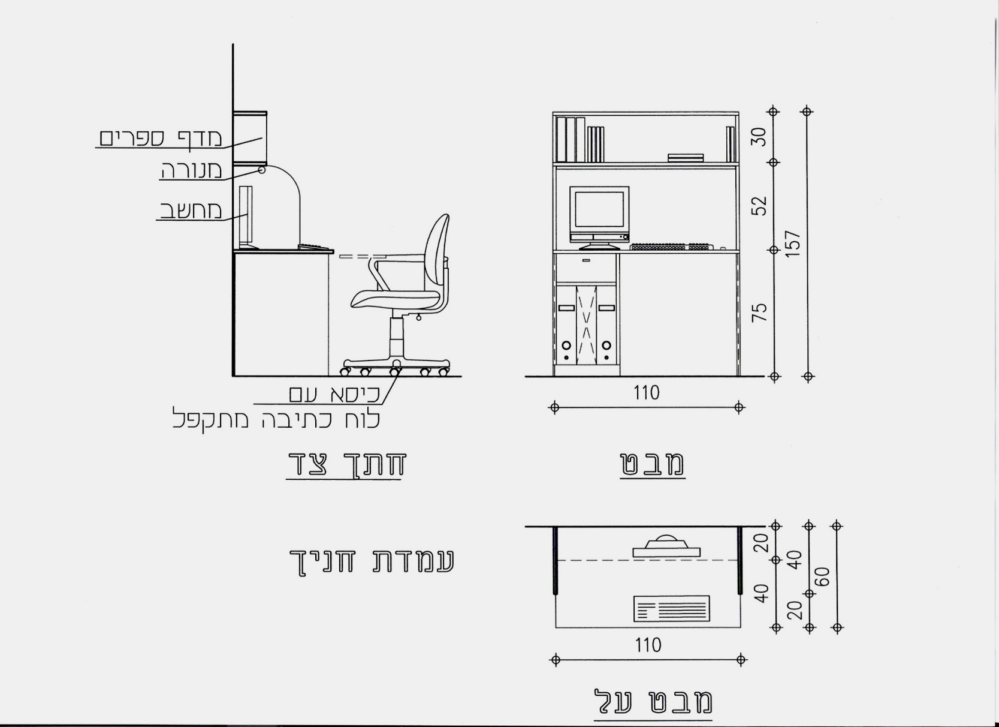 מדף ספרים
מנורה
מחשב
כיסא עם
לוח כתיבה מתקפל
חתך צד
30
52
75
157
110
מבט
עמדת חניך
20
40
40
20
60
110
מבט על